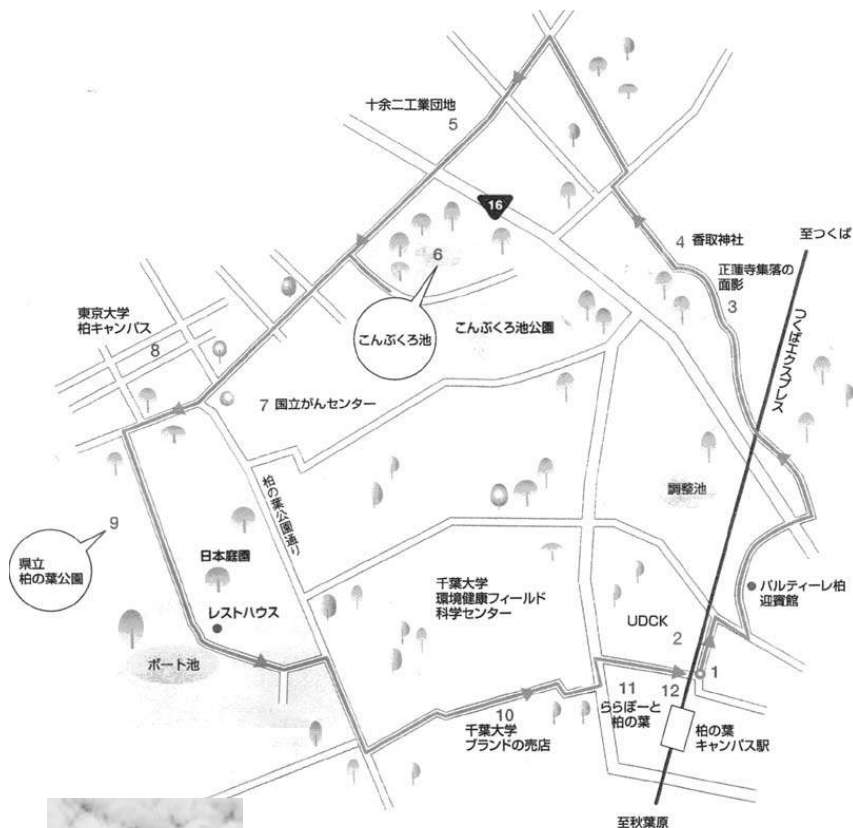 十余二工業団地
5
16
4 香取神社
至つくば
正蓮寺集落の
面影
3
6
つくばエクスプレス
東京大学
柏キャンパス
8
こんぶくろ池
こんぶくろ池公園
7 国立がんセンター
柏の葉公園通り
調整池
9
県立
柏の葉公園
日本庭園
千葉大学
環境健康フィールド
科学センター
バルティーレ柏
迎賓館
レストハウス
UDCK
2
ボート池
1
11
12
ららぽーと
柏の葉
10
千葉大学
ブランドの売店
柏の葉
キャンパス駅
至秋葉原